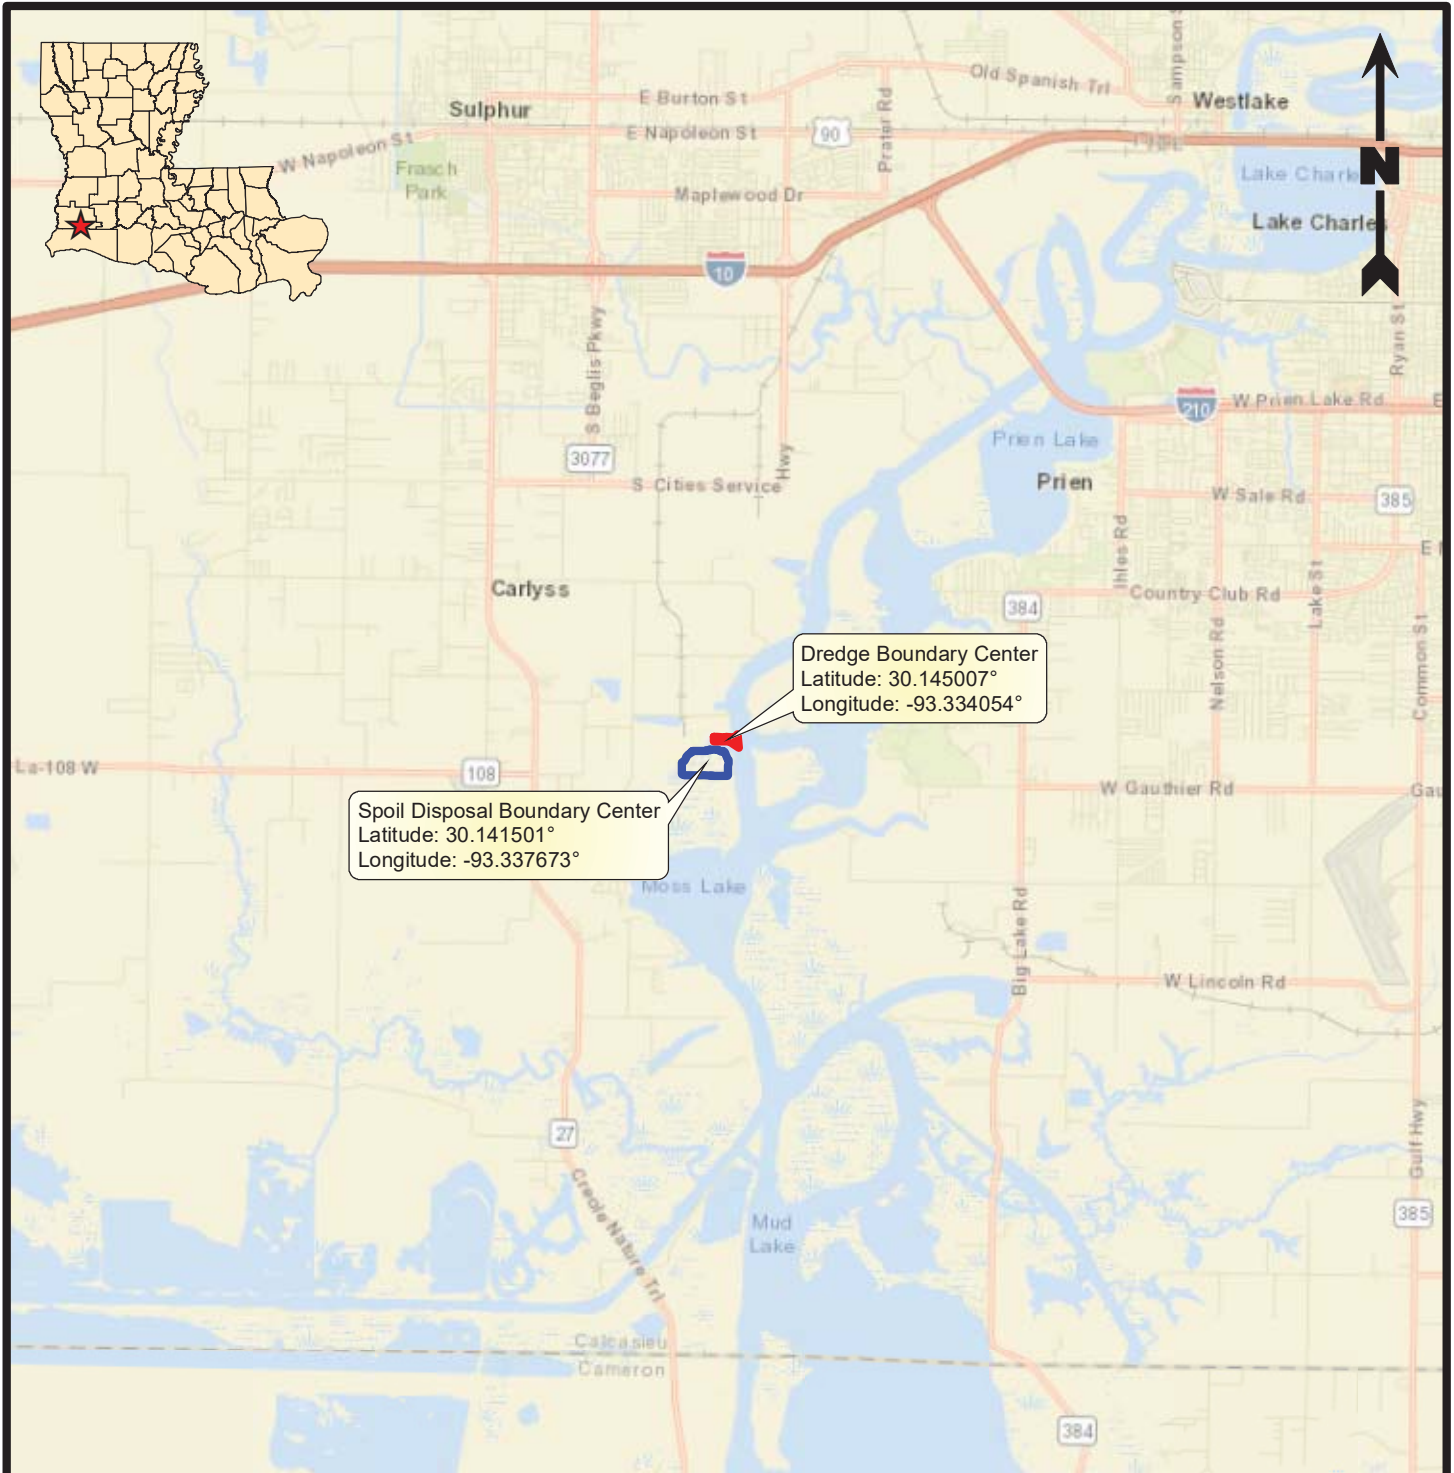 Sampson S
Old Spanish Trl
Westlake
Sulphur
E Burton St
E Napoleon St
90
Prater Rd
W Napoleon St
Frasch
Park
Maplewood Dr
Lake Charle
N
Lake Charles
10
S Beglis Pkwy
Ryan St
210
W Prien Lake Rd
E
Prien Lake
3077
Hwy
S Cities Service
Prien
W Sale Rd
385
Ihles Rd
E
Carlyss
384
Country Club Rd
Lake St
Nelson Rd
Common St
Dredge Boundary Center
Latitude: 30.145007°
Longitude: -93.334054°
La-108 W
108
W Gauthier Rd
Gau
Spoil Disposal Boundary Center
Latitude: 30.141501°
Longitude: -93.337673°
Moss Lake
Big Lake Rd
W Lincoln Rd
27
Creole Nature Trl
Gulf Hwy
Mud
Lake
385
Calcasieu
Cameron
384